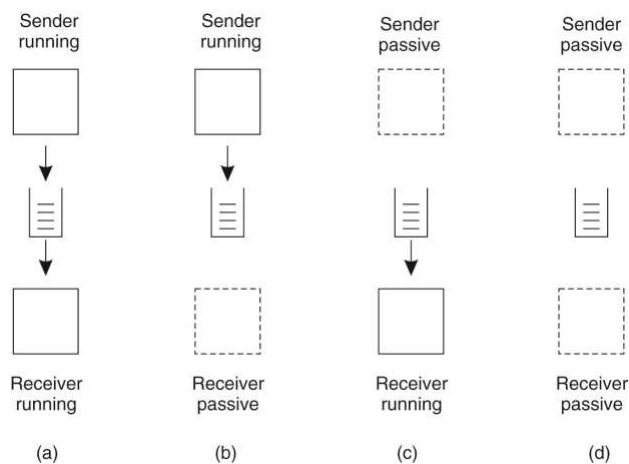 Sender
running
Sender
running
Sender
passive
Sender
passive
Receiver
running
Receiver
passive
Receiver
running
Receiver
passive
(a)
(b)
(c)
(d)